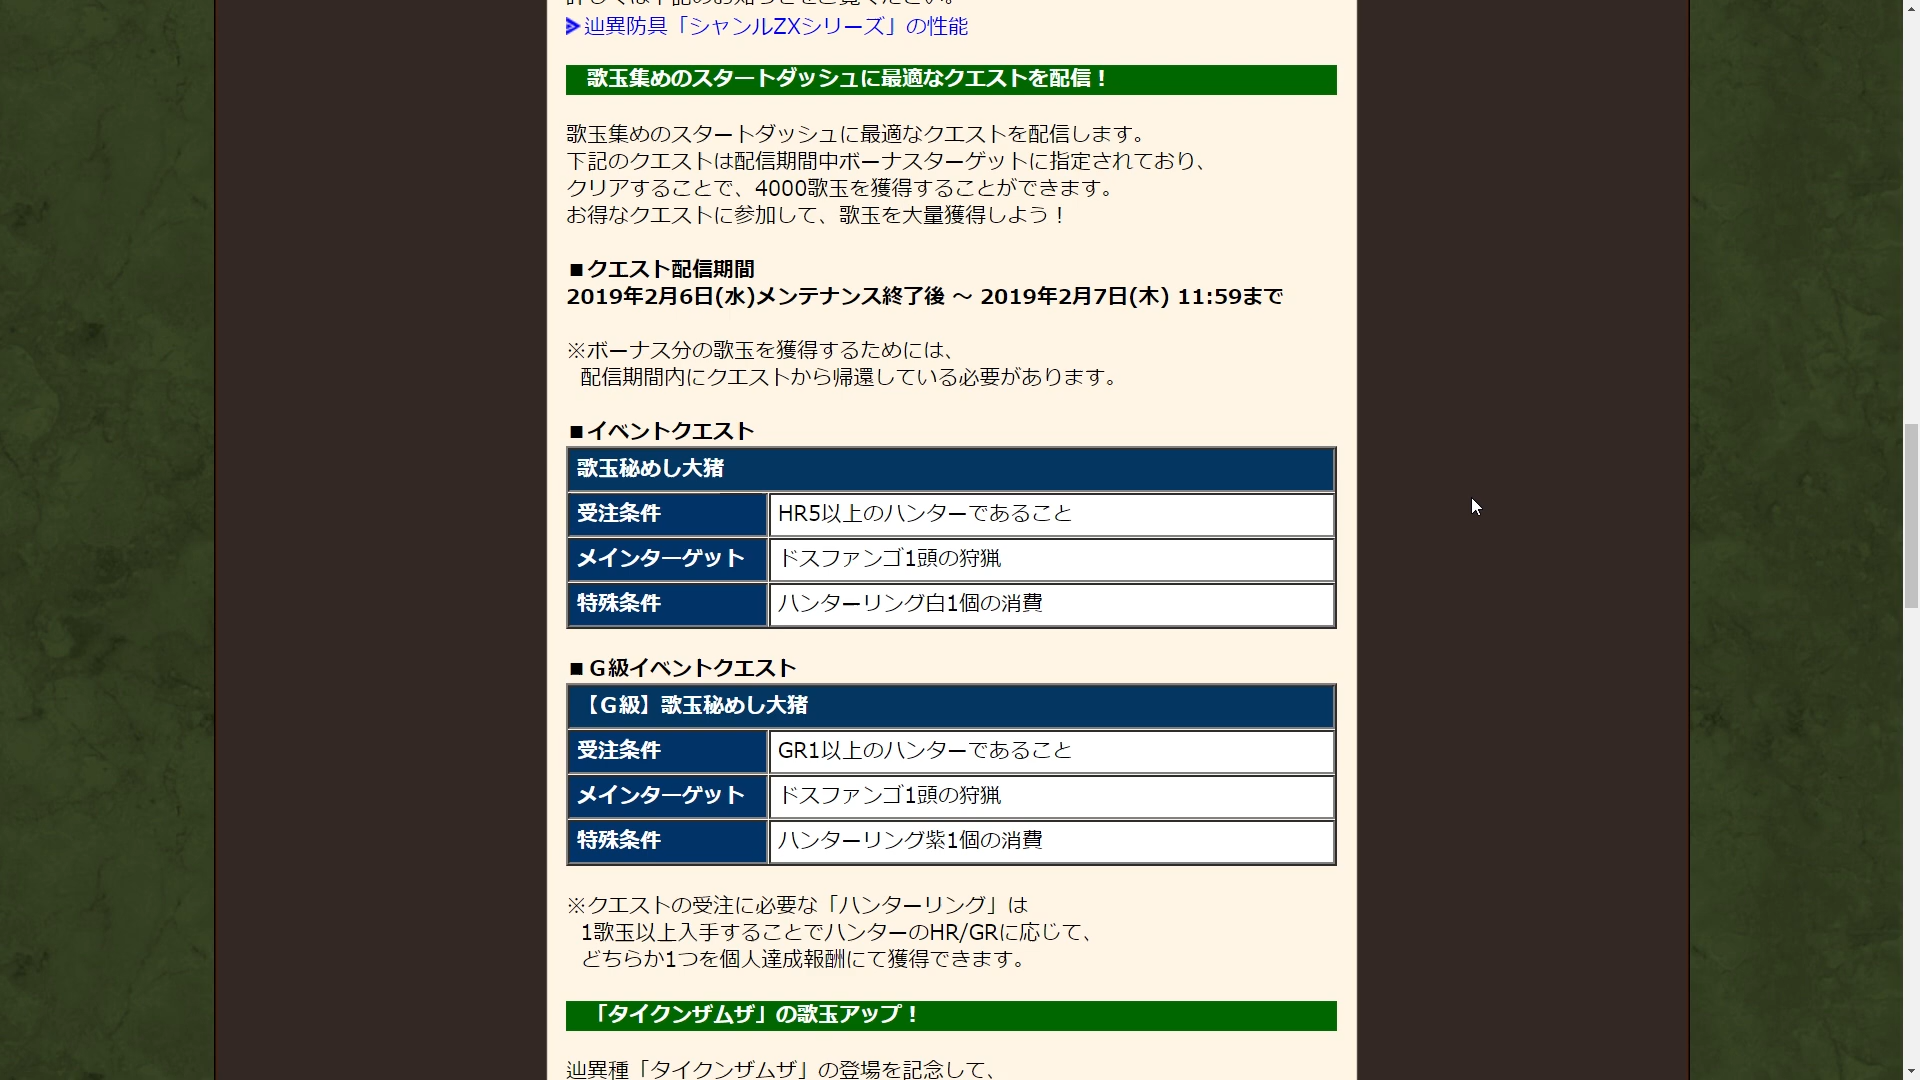 詳しくは下記のお知らせをご覧ください。
辿異防具「シャンルZXシリーズ」の性能
歌玉集めのスタートダッシュに最適なクエストを配信！
歌玉集めのスタートダッシュに最適なクエストを配信します。
下記のクエストは配信期間中ボーナスターゲットに指定されており、
クリアすることで、4000歌玉を獲得することができます。
お得なクエストに参加して、歌玉を大量獲得しよう！
■クエスト配信期間
2019年2月6日(水)メンテナンス終了後 ～ 2019年2月7日(木) 11:59まで
※ボーナス分の歌玉を獲得するためには、
配信期間内にクエストから帰還している必要があります。
■イベントクエスト
歌玉秘めし大猪
受注条件 HR5以上のハンターであること
メインターゲット ドスファンゴ1頭の狩猟
特殊条件 ハンターリング白1個の消費
■Ｇ級イベントクエスト
【Ｇ級】歌玉秘めし大猪
受注条件 GR1以上のハンターであること
メインターゲット ドスファンゴ1頭の狩猟
特殊条件 ハンターリング紫1個の消費
※クエストの受注に必要な「ハンターリング」は
1歌玉以上入手することでハンターのHR/GRに応じて、
どちらか1つを個人達成報酬にて獲得できます。
「タイクンザムザ」の歌玉アップ！
辿異種「タイクンザムザ」の登場を記念して、